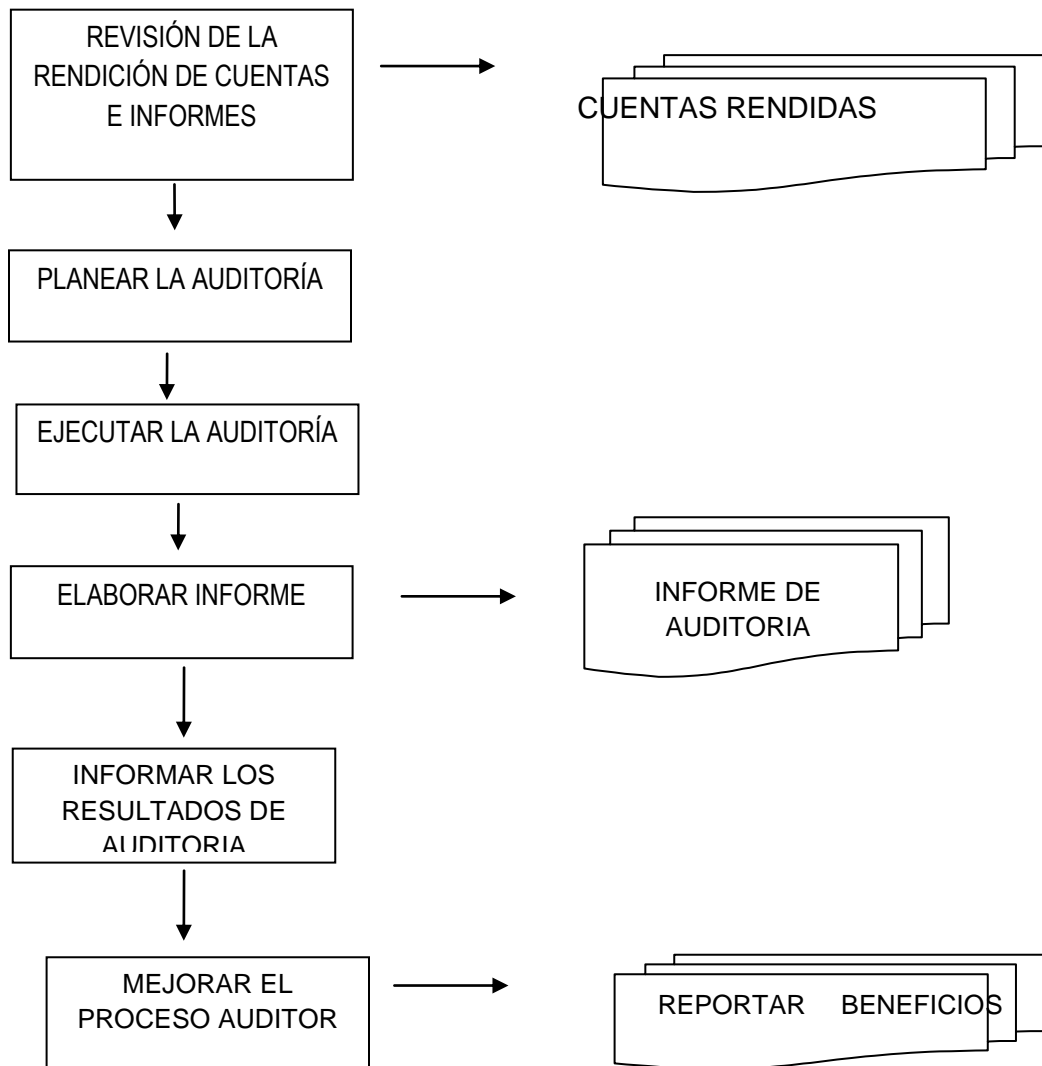 REVISIÓN DE LA
RENDICIÓN DE CUENTAS
E INFORMES
CUENTAS RENDIDAS
PLANEAR LA AUDITORÍA
EJECUTAR LA AUDITORÍA
ELABORAR INFORME
INFORME DE
AUDITORIA
INFORMAR LOS
RESULTADOS DE
AUDITORIA
MEJORAR EL
PROCESO AUDITOR
REPORTAR BENEFICIOS